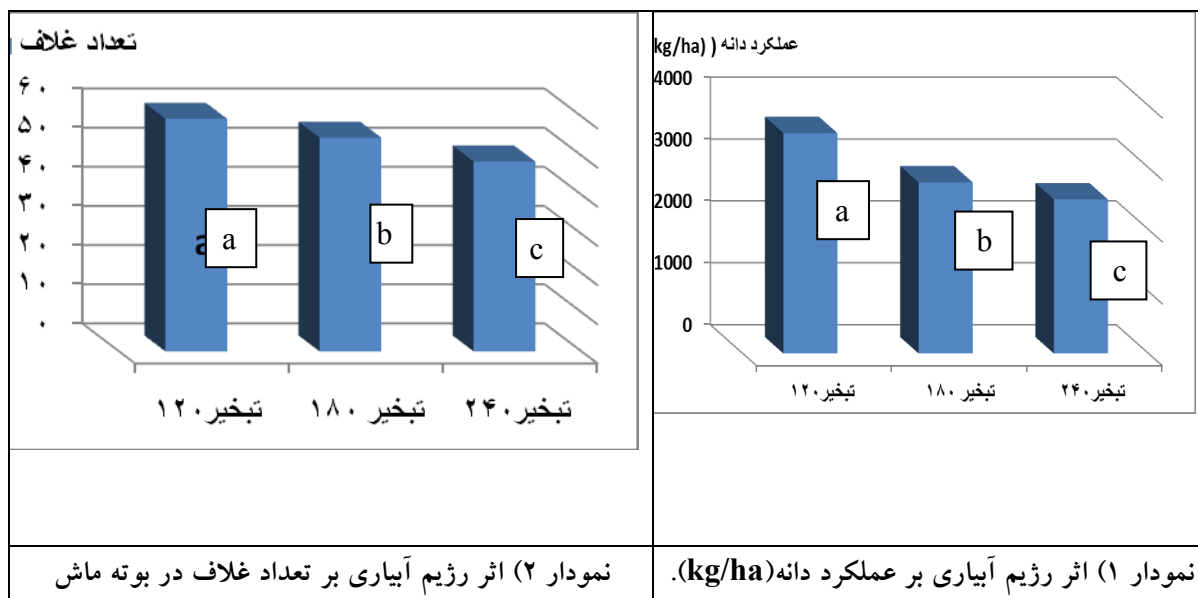 عملکرد دانه ( (kg/ha)
4000
3000
2000
1000
0
a
b
c
تبخیر۱۲۰
تبخیر ۱۸۰
تبخیر۲۴۰
نمودار ۱) اثر رژیم آبیاری بر عملکرد دانه(kg/ha).
تعداد غلاف
۶۰
۵۰
۴۰
۳۰
۲۰
۱۰
۰
a
b
c
تبخیر۱۲۰
تبخیر ۱۸۰
تبخیر۲۴۰
نمودار ۲) اثر رژیم آبیاری بر تعداد غلاف در بوته ماش